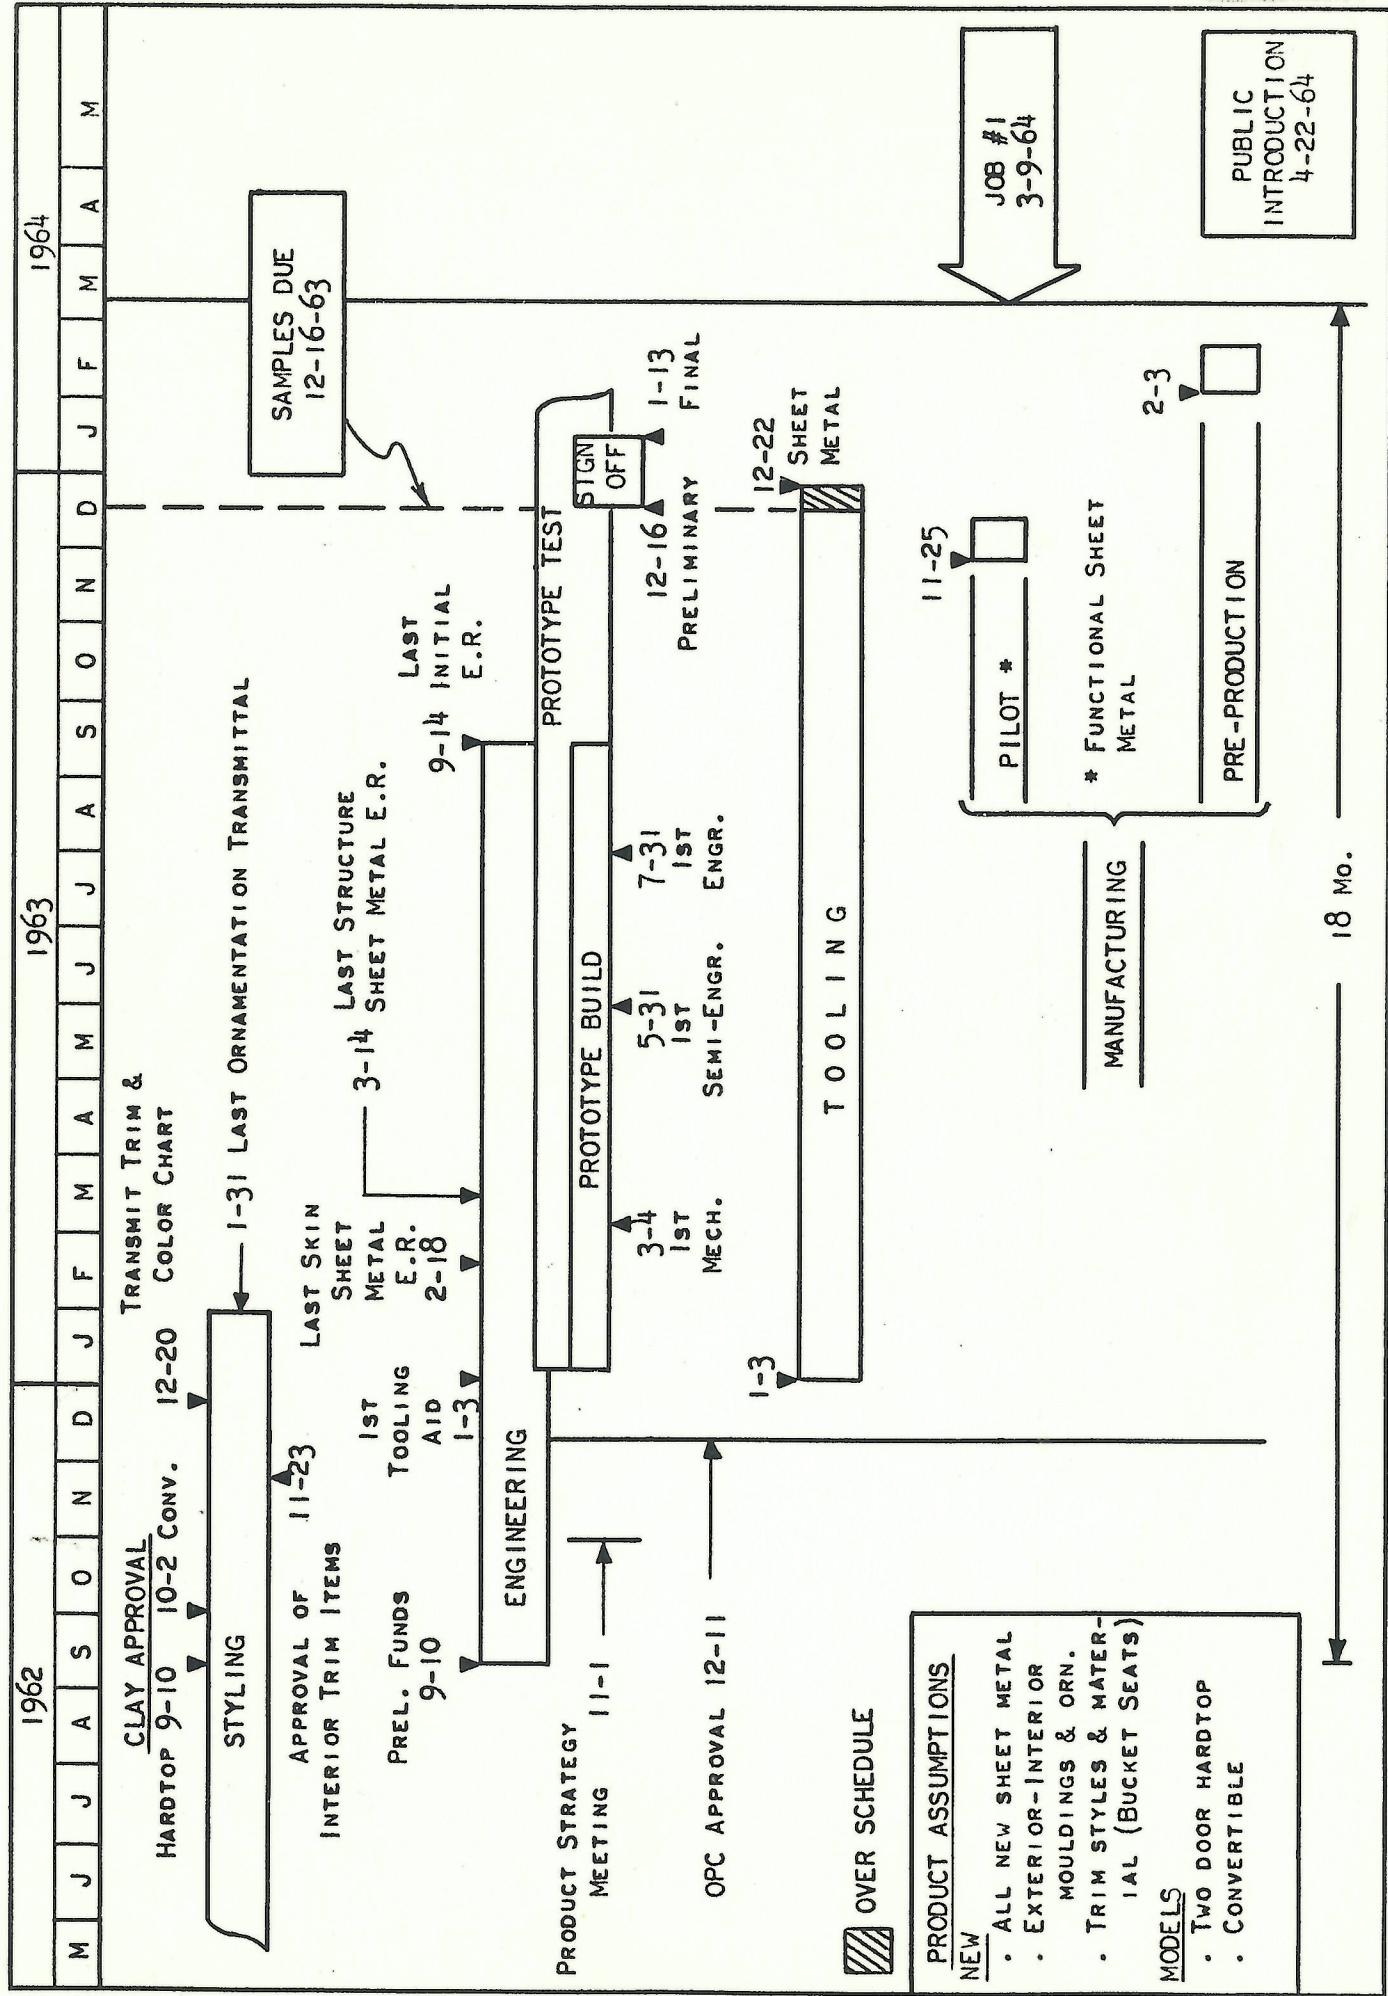 1962
1963
1964
M J J A S O N D J F M A M J J A S O N D J F M A M
CLAY APPROVAL
HARDTOP 9-10
10-2 CONV.
12-20
TRANSMIT TRIM &
COLOR CHART
STYLING
1-31 LAST ORNAMENTATION TRANSMITTAL
11-23
APPROVAL OF
INTERIOR TRIM ITEMS
SAMPLES DUE
12-16-63
PREL. FUNDS
9-10
1ST
TOOLING
AID
1-3
LAST SKIN
SHEET
METAL
E.R.
2-18
3-14
LAST STRUCTURE
SHEET METAL E.R.
LAST
9-14 INITIAL
E.R.
ENGINEERING
PROTOTYPE TEST
PROTOTYPE BUILD
SIGN
OFF
PRODUCT STRATEGY
MEETING 11-1
3-4
1ST
MECH.
5-31
1ST
SEMI-ENGR.
7-31
1ST
ENGR.
12-16
PRELIMINARY
1-13
FINAL
OPC APPROVAL 12-11
1-3
TOOLING
12-22
SHEET
METAL
OVER SCHEDULE
11-25
PILOT *
* FUNCTIONAL SHEET
METAL
MANUFACTURING
PRE-PRODUCTION
2-3
JOB #1
3-9-64
PUBLIC
INTRODUCTION
4-22-64
PRODUCT ASSUMPTIONS
NEW
· ALL NEW SHEET METAL
· EXTERIOR-INTERIOR
MOULDINGS & ORN.
· TRIM STYLES & MATER-
IAL (BUCKET SEATS)
MODELS
· TWO DOOR HARDTOP
· CONVERTIBLE
18 MO.